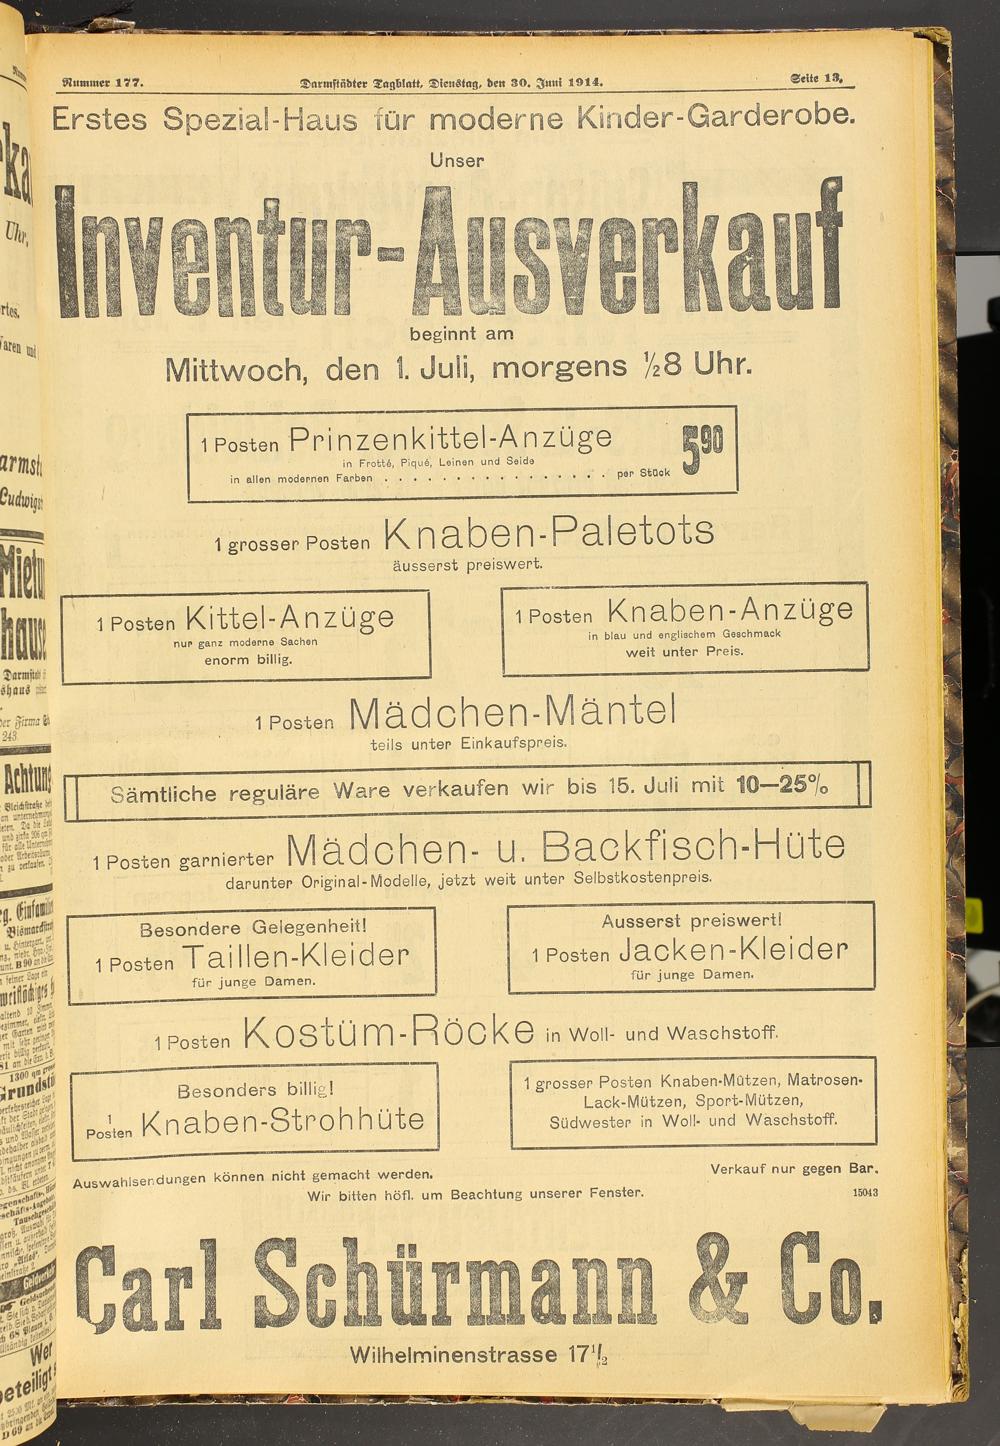 Nummer 177. Darmstädter Tagblatt, Dienstag, den 30. Juni 1914. Seite 13.
Erstes Spezial-Haus für moderne Kinder-Garderobe.
Unser
Inventur-Ausverkauf
beginnt am
Mittwoch, den 1. Juli, morgens ½8 Uhr.
1 Posten Prinzenkittel-Anzüge 5 90
in Frotté, Piqué, Leinen und Seide
in allen modernen Farben . . . . . . . . . . . . . . . . per Stück
1 grosser Posten Knaben-Paletots
äusserst preiswert.
1 Posten Kittel-Anzüge
nur ganz moderne Sachen
enorm billig.
1 Posten Knaben-Anzüge
in blau und englischem Geschmack
weit unter Preis.
1 Posten Mädchen-Mäntel
teils unter Einkaufspreis.
Sämtliche reguläre Ware verkaufen wir bis 15. Juli mit 10—25%
1 Posten garnierter Mädchen- u. Backfisch-Hüte
darunter Original-Modelle, jetzt weit unter Selbstkostenpreis.
Besondere Gelegenheit!
1 Posten Taillen-Kleider
für junge Damen.
Ausserst preiswert!
1 Posten Jacken-Kleider
für junge Damen.
1 Posten Kostüm-Röcke in Woll- und Waschstoff.
Besonders billig!
1 Posten Knaben-Strohhüte
1 grosser Posten Knaben-Mützen, Matrosen-
Lack-Mützen, Sport-Mützen,
Südwester in Woll- und Waschstoff.
Auswahlsendungen können nicht gemacht werden. Verkauf nur gegen Bar.
Wir bitten höfl. um Beachtung unserer Fenster. 15043
Carl Schürmann & Co.
Wilhelminenstrasse 17½